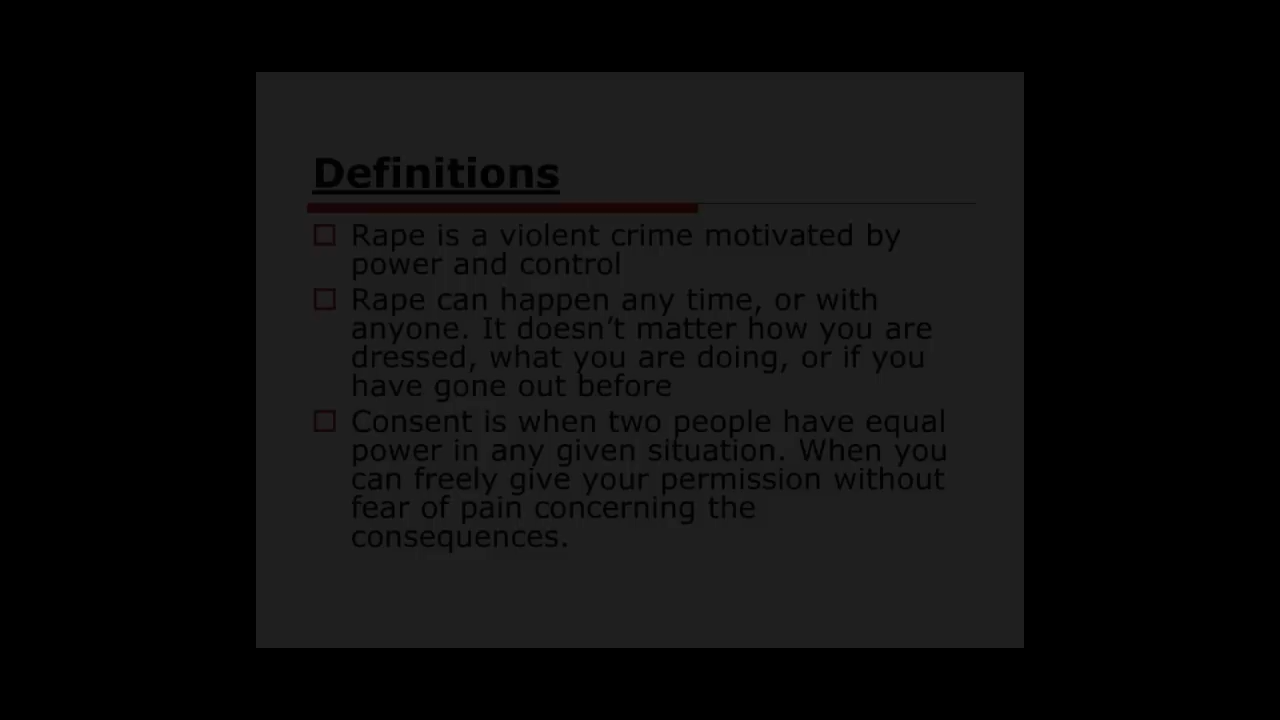 Definitions
Rape is a violent crime motivated by
power and control
Rape can happen any time, or with
anyone. It doesn’t matter how you are
dressed, what you are doing, or if you
have gone out before
Consent is when two people have equal
power in any given situation. When you
can freely give your permission without
fear of pain concerning the
consequences.